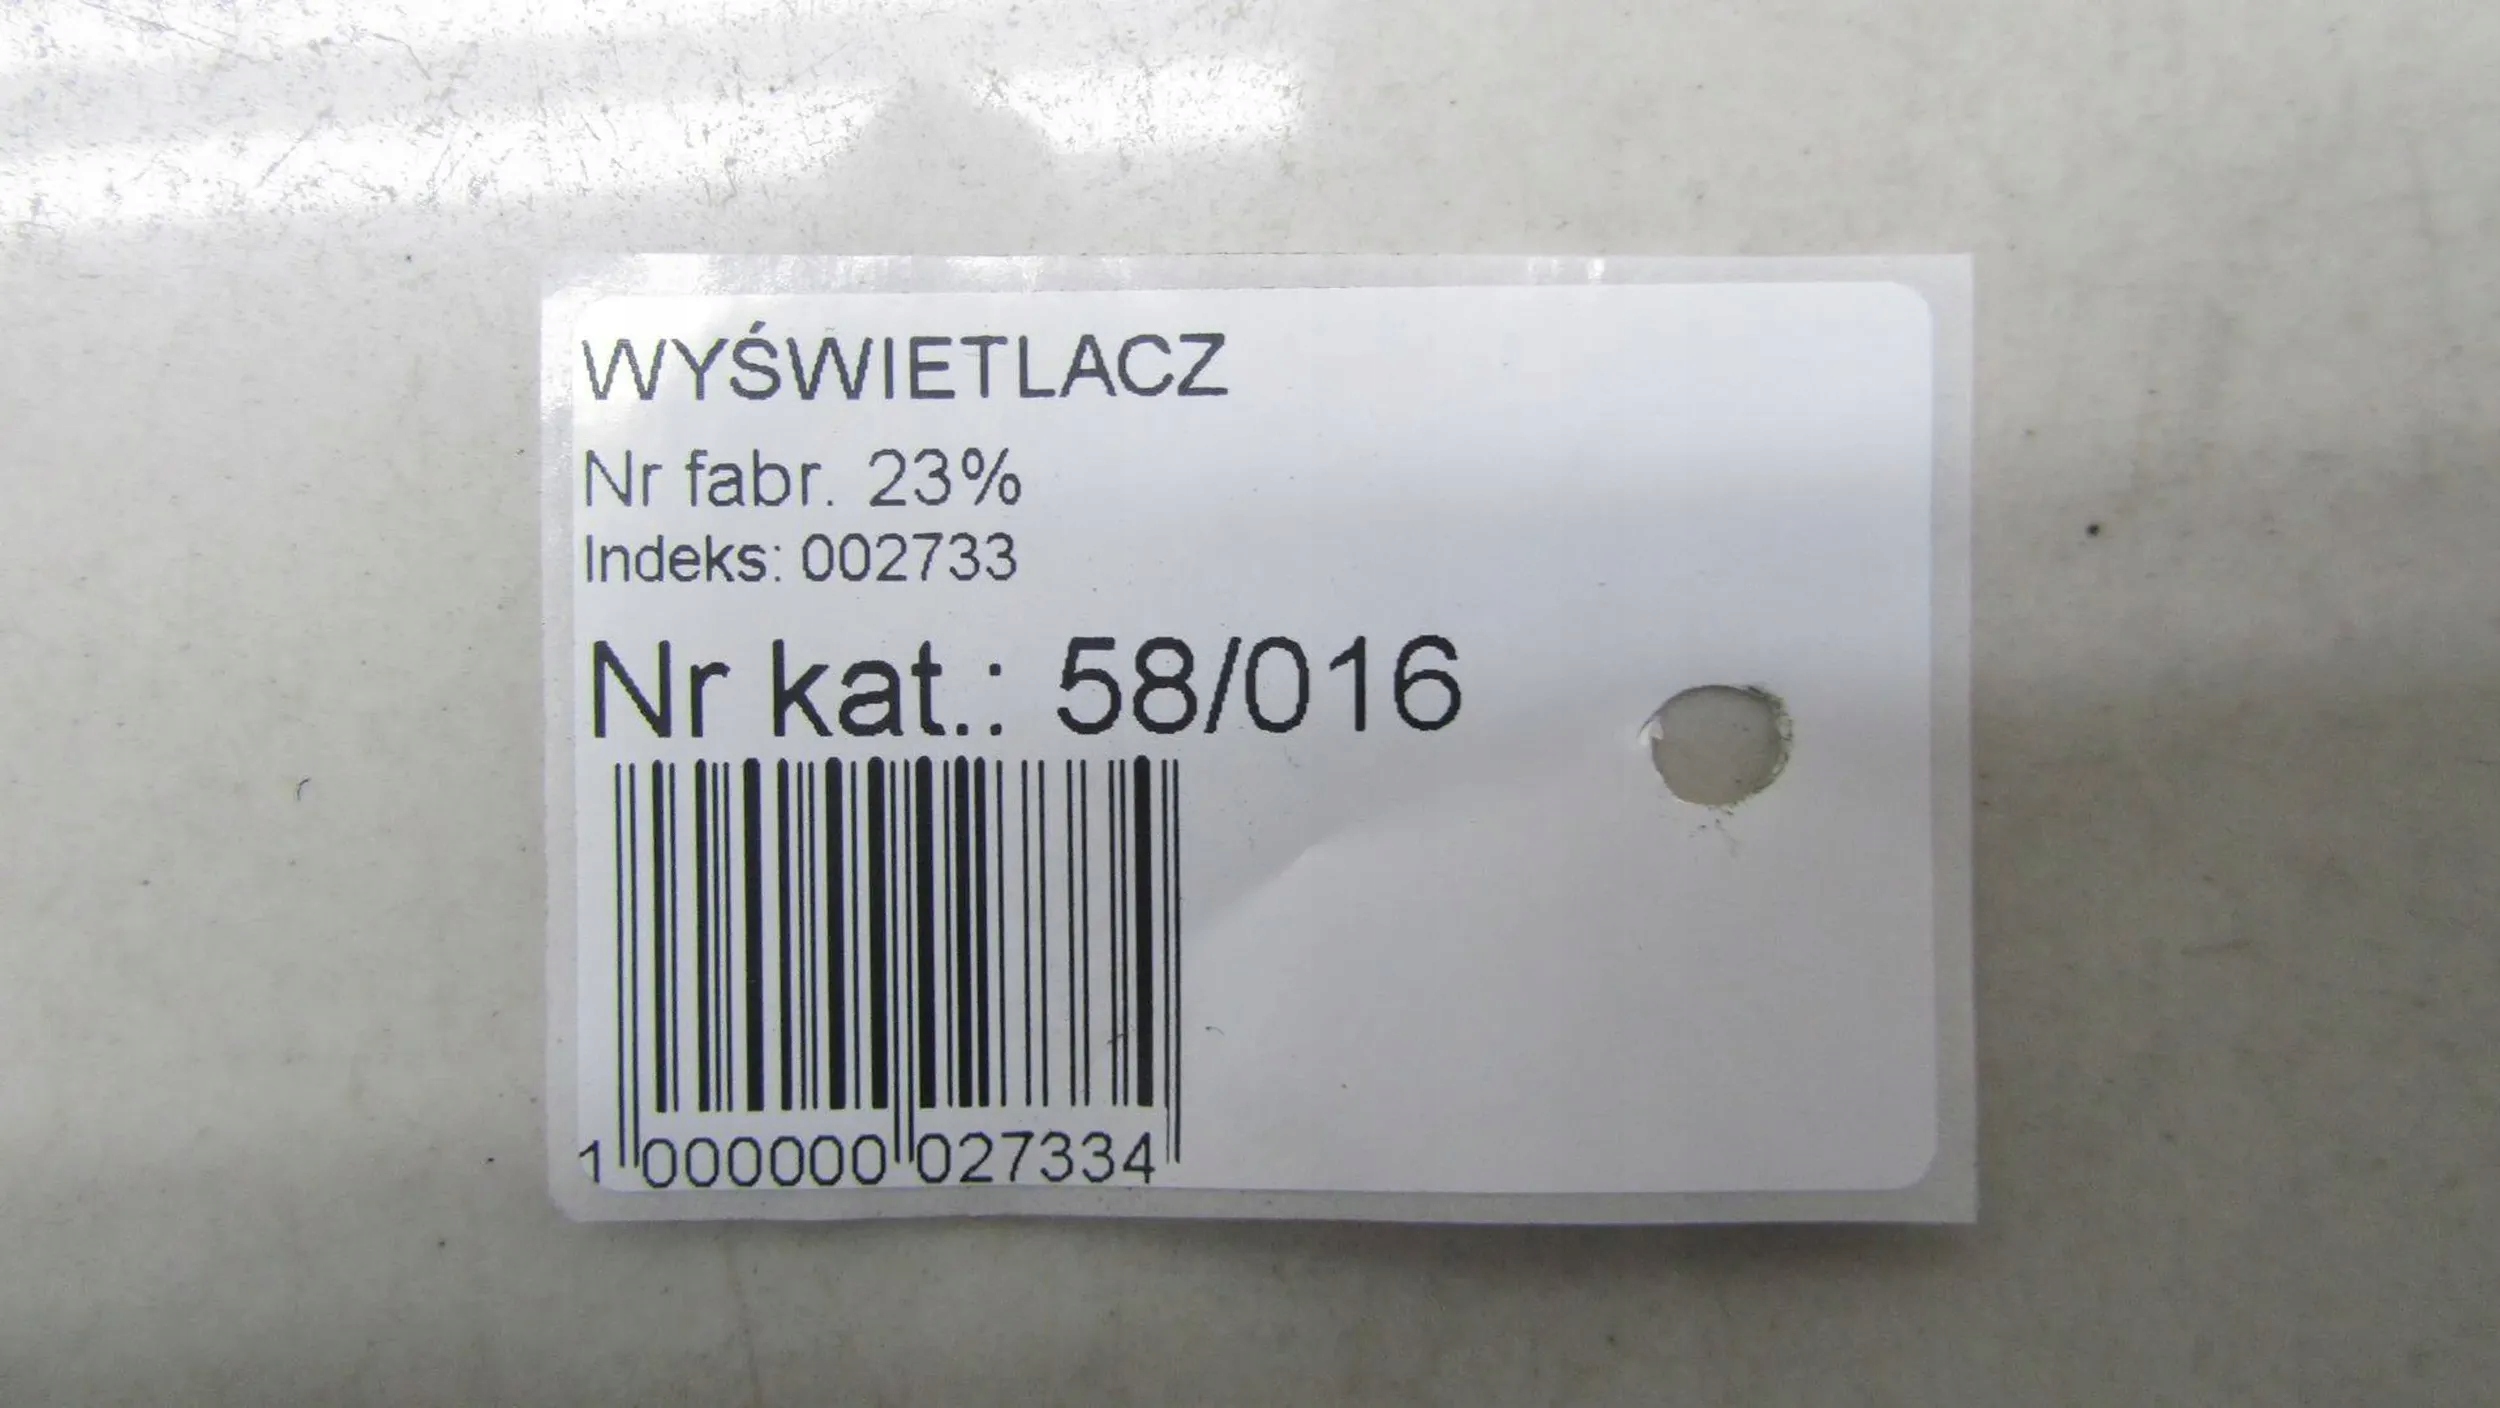 WYŚWIETLACZ
Nr fabr. 23%
Indeks: 002733
Nr kat.: 58/016
1 000000 027334